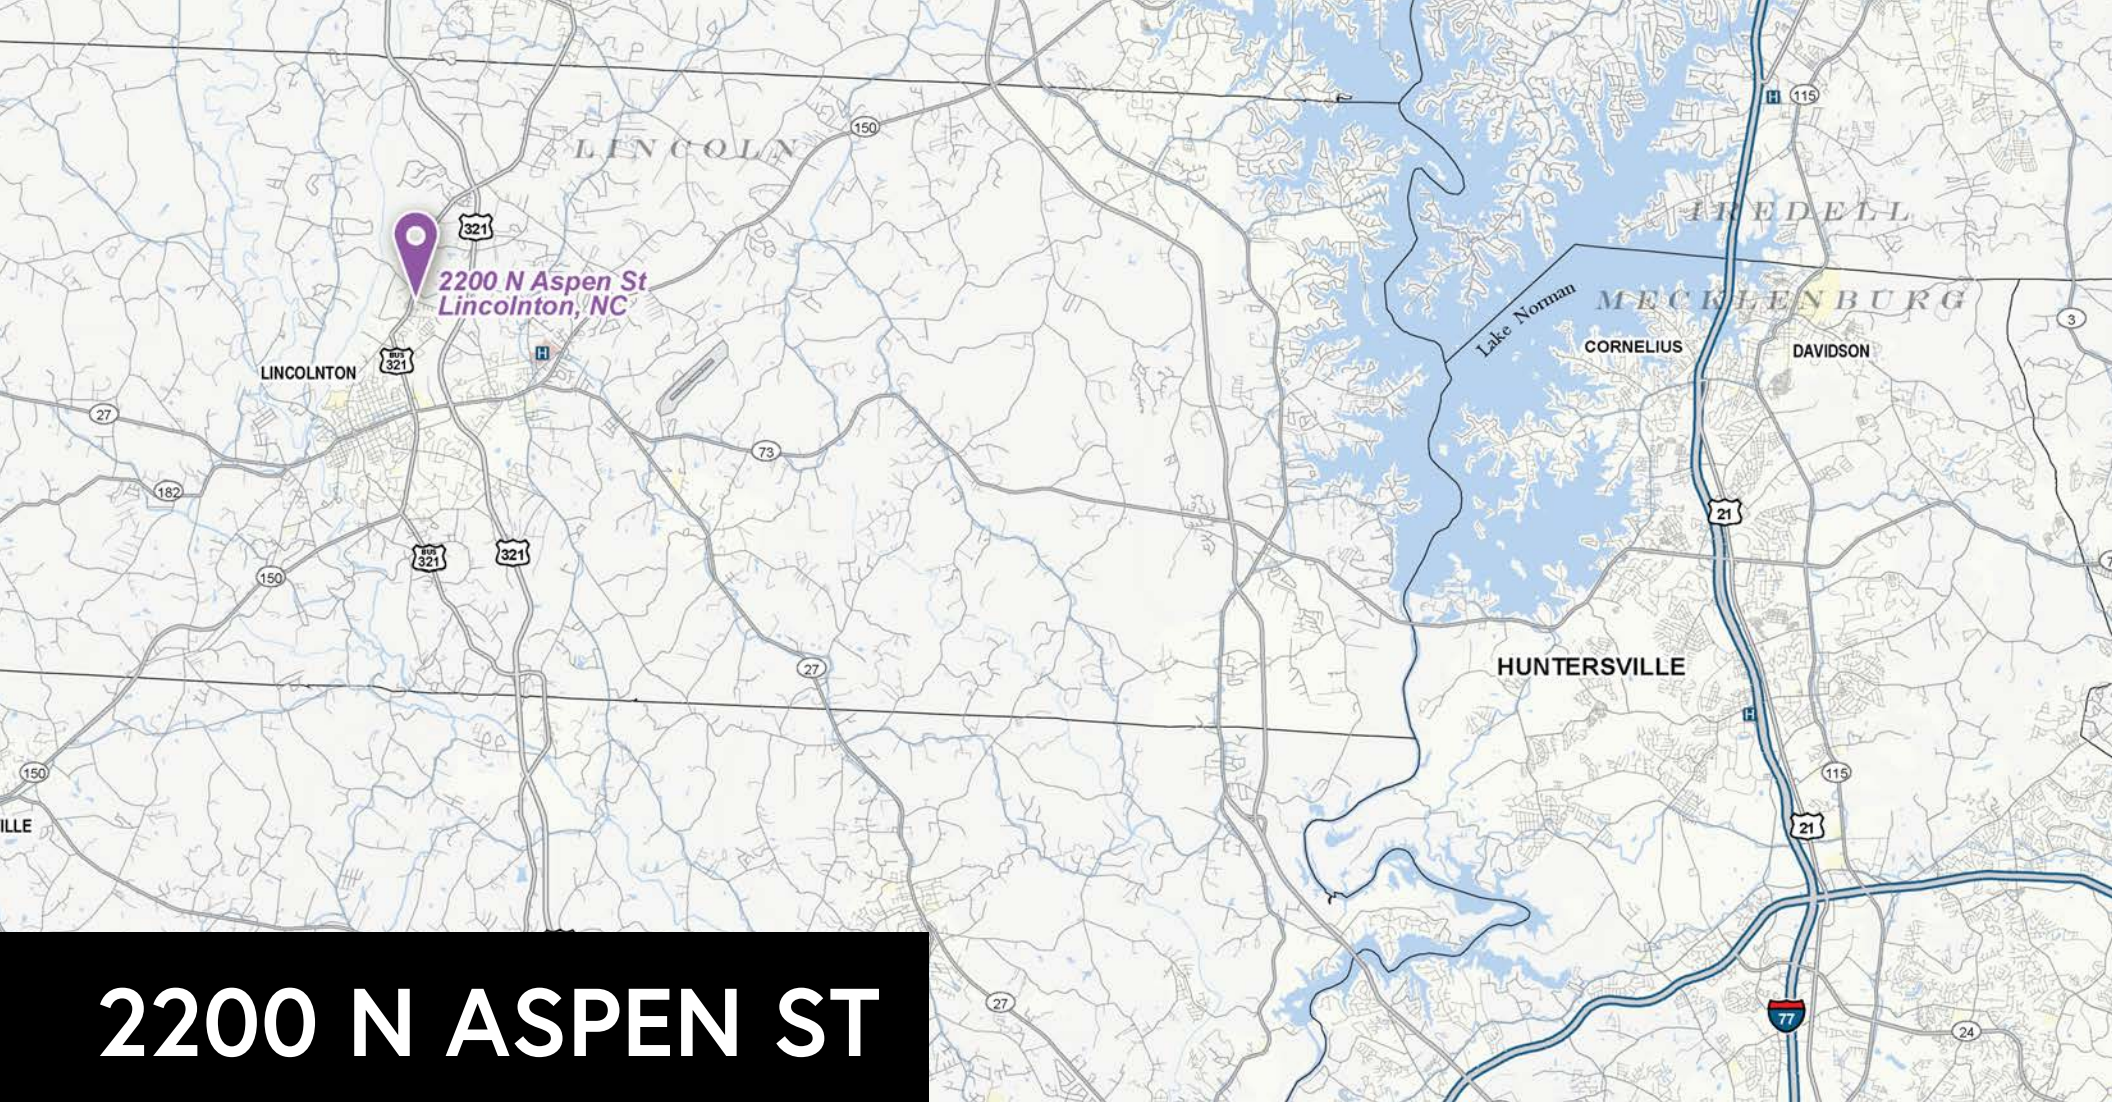 115
150
LINCOLN
IREDELL
321
2200 N Aspen St
Lincolnton, NC
H
Lake Norman
MECKLENBURG
3
CORNELIUS
DAVIDSON
BUS
321
H
LINCOLNTON
27
73
182
21
BUS
321
321
150
HUNTERSVILLE
27
H
150
115
ILLE
21
H
27
77
24
2200 N ASPEN ST